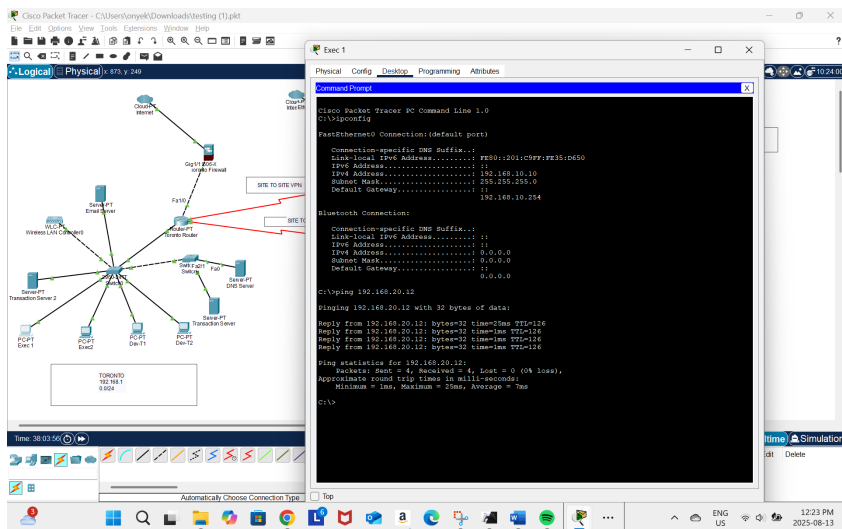 Cisco Packet Tracer - C:\Users\onyek\Downloads\testing (1).pkt
File Edit Options View Tools Extensions Window Help
Logical Physical x: 873, y: 249
10:24:00
Cloud-PT
Internet
Gig1/1
Toronto Firewall
SITE TO SITE VPN
Fa1/0
Server-PT
Email Server
Router-PT
Toronto Router
WLC-PT
Wireless LAN Controller0
Fa2/1
Fa0
Server-PT
DNS Server
Switch0
Server-PT
Transaction Server 2
Server-PT
Transaction Server
PC-PT
Exec 1
PC-PT
Exec2
PC-PT
Dev-T1
PC-PT
Dev-T2
TORONTO
192.168.1
0.0/24
Time: 38:03:56
Realtime Simulation
Edit Delete
Automatically Choose Connection Type
Exec 1
Physical Config Desktop Programming Attributes
Command Prompt X
Cisco Packet Tracer PC Command Line 1.0
C:\>ipconfig
FastEthernet0 Connection:(default port)
Connection-specific DNS Suffix..:
Link-local IPv6 Address.........: FE80::201:C9FF:FE35:D650
IPv6 Address....................: ::
IPv4 Address....................: 192.168.10.10
Subnet Mask.....................: 255.255.255.0
Default Gateway.................: ::
192.168.10.254
Bluetooth Connection:
Connection-specific DNS Suffix..:
Link-local IPv6 Address.........: ::
IPv6 Address....................: ::
IPv4 Address....................: 0.0.0.0
Subnet Mask.....................: 0.0.0.0
Default Gateway.................: ::
0.0.0.0
C:\>ping 192.168.20.12
Pinging 192.168.20.12 with 32 bytes of data:
Reply from 192.168.20.12: bytes=32 time=25ms TTL=126
Reply from 192.168.20.12: bytes=32 time=1ms TTL=126
Reply from 192.168.20.12: bytes=32 time=1ms TTL=126
Reply from 192.168.20.12: bytes=32 time=1ms TTL=126
Ping statistics for 192.168.20.12:
Packets: Sent = 4, Received = 4, Lost = 0 (0% loss),
Approximate round trip times in milli-seconds:
Minimum = 1ms, Maximum = 25ms, Average = 7ms
C:\>
Top
ENG
US
12:23 PM
2025-08-13